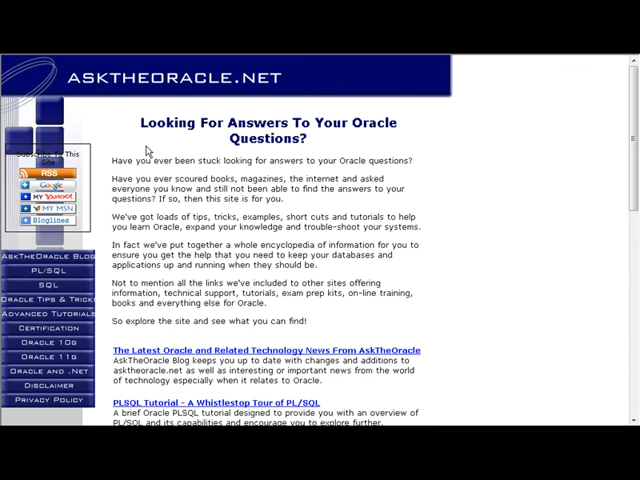 ASKTHEORACLE.NET
Looking For Answers To Your Oracle
Questions?
Have you ever been stuck looking for answers to your Oracle questions?
Have you ever scoured books, magazines, the internet and asked
everyone you know and still not been able to find the answers to your
questions? If so, then this site is for you.
We've got loads of tips, tricks, examples, short cuts and tutorials to help
you learn Oracle, expand your knowledge and trouble-shoot your systems.
In fact we've put together a whole encyclopedia of information for you to
ensure you get the help that you need to keep your databases and
applications up and running when they should be.
Not to mention all the links we've included to other sites offering
information, technical support, tutorials, exam prep kits, on-line training,
books and everything else for Oracle.
So explore the site and see what you can find!
The Latest Oracle and Related Technology News From AskTheOracle
AskTheOracle Blog keeps you up to date with changes and additions to
asktheoracle.net as well as interesting or important news from the world
of technology especially when it relates to Oracle.
PLSQL Tutorial - A Whistlestop Tour of PL/SQL
A brief Oracle PLSQL tutorial designed to provide you with an overview of
PL/SQL and its capabilities and encourage you to explore further.
Subscribe To This
Site
RSS
Google
MY YAHOO!
MY MSN
Bloglines
ASKTHEORACLE BLOG
PL/SQL
SQL
ORACLE TIPS & TRICKS
ADVANCED TUTORIALS
CERTIFICATION
ORACLE 10G
ORACLE 11G
ORACLE AND .NET
DISCLAIMER
PRIVACY POLICY